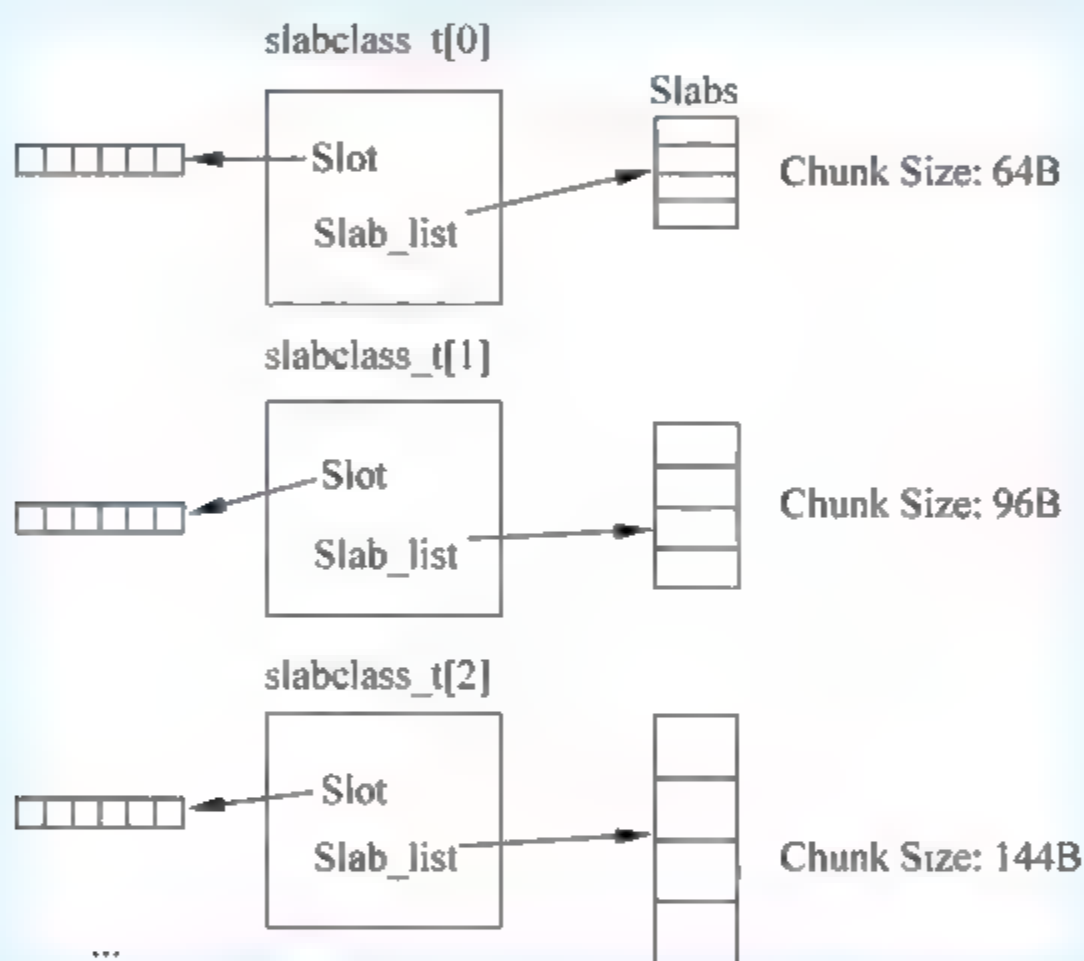 slabclass_t[0]
Slabs
Slot
Chunk Size: 64B
Slab_list
slabclass_t[1]
Slot
Chunk Size: 96B
Slab_list
slabclass_t[2]
Slot
Slab_list
Chunk Size: 144B
...